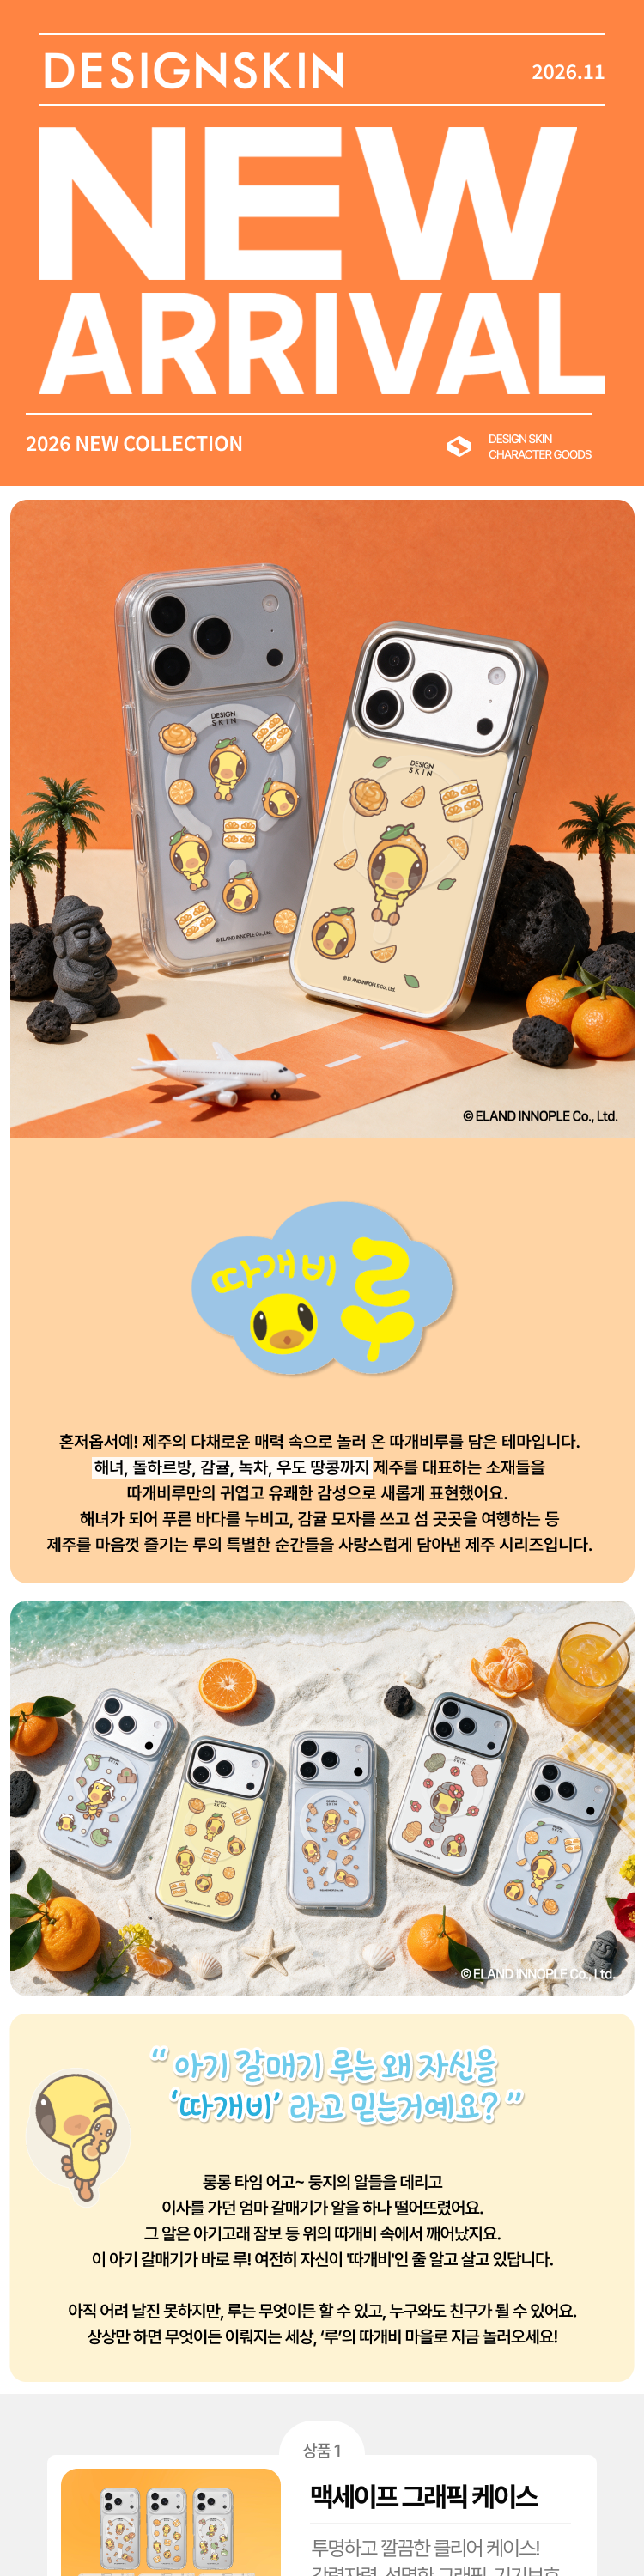 DESIGNSKIN
2026.11
NEW
ARRIVAL
2026 NEW COLLECTION
DESIGN SKIN
CHARACTER GOODS
DESIGN
SKIN
© ELAND INNOPLE Co., Ltd.
DESIGN
SKIN
© ELAND INNOPLE Co., Ltd.
© ELAND INNOPLE Co., Ltd.
따개비 루
혼저옵서예! 제주의 다채로운 매력 속으로 놀러 온 따개비루를 담은 테마입니다.
해녀, 돌하르방, 감귤, 녹차, 우도 땅콩까지 제주를 대표하는 소재들을
따개비루만의 귀엽고 유쾌한 감성으로 새롭게 표현했어요.
해녀가 되어 푸른 바다를 누비고, 감귤 모자를 쓰고 섬 곳곳을 여행하는 등
제주를 마음껏 즐기는 루의 특별한 순간들을 사랑스럽게 담아낸 제주 시리즈입니다.
© ELAND INNOPLE Co., Ltd.
“ 아기 갈매기 루는 왜 자신을
‘따개비’ 라고 믿는거예요? ”
롱롱 타임 어고~ 둥지의 알들을 데리고
이사를 가던 엄마 갈매기가 알을 하나 떨어뜨렸어요.
그 알은 아기고래 잠보 등 위의 따개비 속에서 깨어났지요.
이 아기 갈매기가 바로 루! 여전히 자신이 '따개비'인 줄 알고 살고 있답니다.
아직 어려 날진 못하지만, 루는 무엇이든 할 수 있고, 누구와도 친구가 될 수 있어요.
상상만 하면 무엇이든 이뤄지는 세상, ‘루’의 따개비 마을로 지금 놀러오세요!
상품 1
맥세이프 그래픽 케이스
투명하고 깔끔한 클리어 케이스!